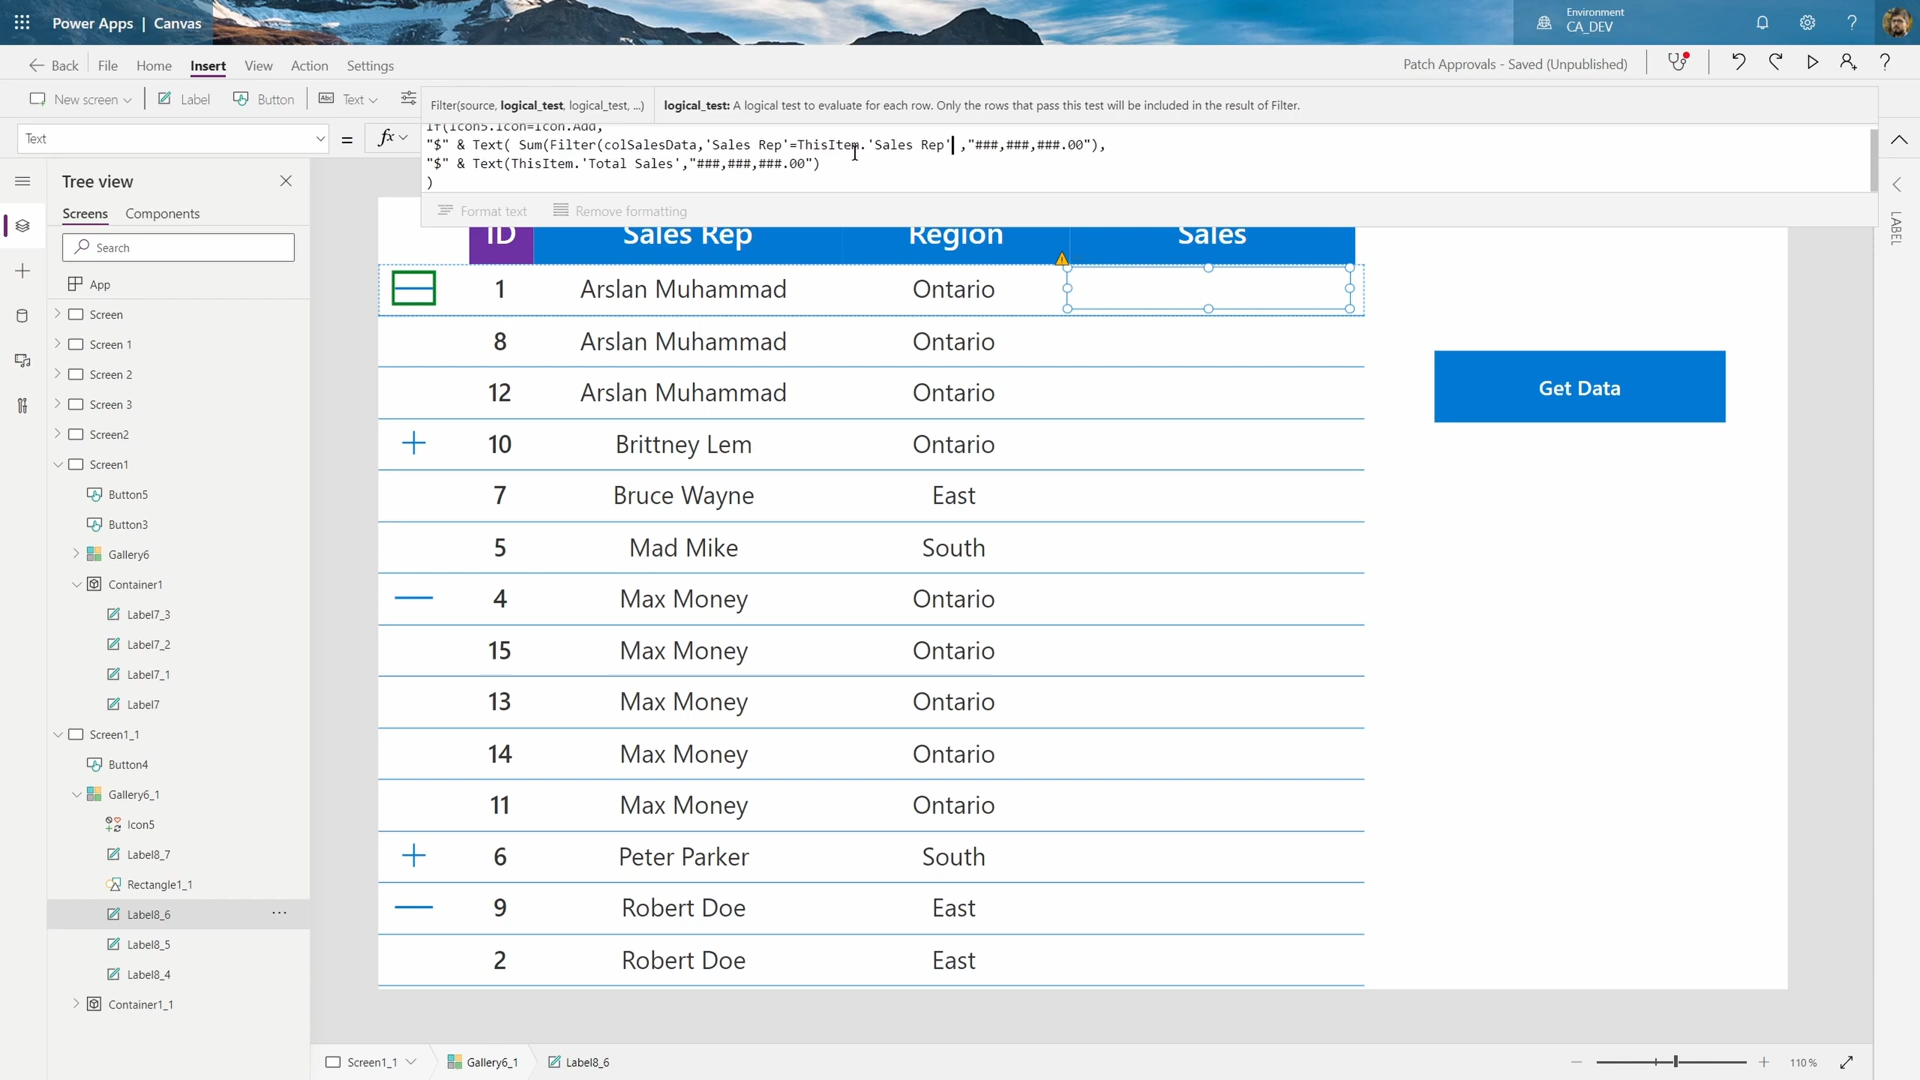 Power Apps | Canvas
Environment
CA_DEV
?
Back
File
Home
Insert
View
Action
Settings
Patch Approvals - Saved (Unpublished)
?
New screen
Label
Button
Text
Filter(source, logical_test, logical_test, ...)
logical_test: A logical test to evaluate for each row. Only the rows that pass this test will be included in the result of Filter.
Text
=
fx
If(Icon5.Icon=Icon.Add,
"$" & Text( Sum(Filter(colSalesData,'Sales Rep'=ThisItem.'Sales Rep' ,"###,###,###.00"),
"$" & Text(ThisItem.'Total Sales',"###,###,###.00")
)
Format text
Remove formatting
Tree view
Screens
Components
Search
App
Screen
Screen 1
Screen 2
Screen 3
Screen2
Screen1
Button5
Button3
Gallery6
Container1
Label7_3
Label7_2
Label7_1
Label7
Screen1_1
Button4
Gallery6_1
Icon5
Label8_7
Rectangle1_1
Label8_6
Label8_5
Label8_4
Container1_1
ID Sales Rep Region Sales
1 Arslan Muhammad Ontario
8 Arslan Muhammad Ontario
12 Arslan Muhammad Ontario
10 Brittney Lem Ontario
7 Bruce Wayne East
5 Mad Mike South
4 Max Money Ontario
15 Max Money Ontario
13 Max Money Ontario
14 Max Money Ontario
11 Max Money Ontario
6 Peter Parker South
9 Robert Doe East
2 Robert Doe East
Get Data
LABEL
Screen1_1
Gallery6_1
Label8_6
110 %